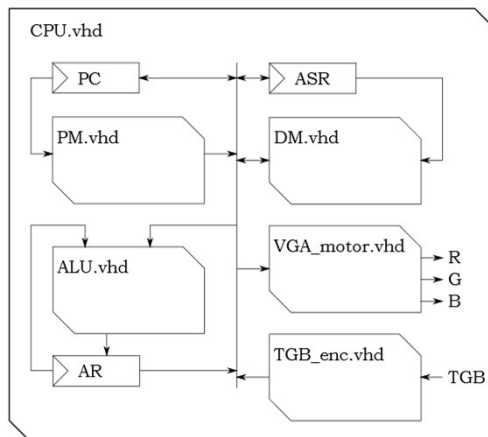 CPU.vhd
PC
ASR
PM.vhd
DM.vhd
ALU.vhd
VGA_motor.vhd
R
G
B
AR
TGB_enc.vhd
TGB